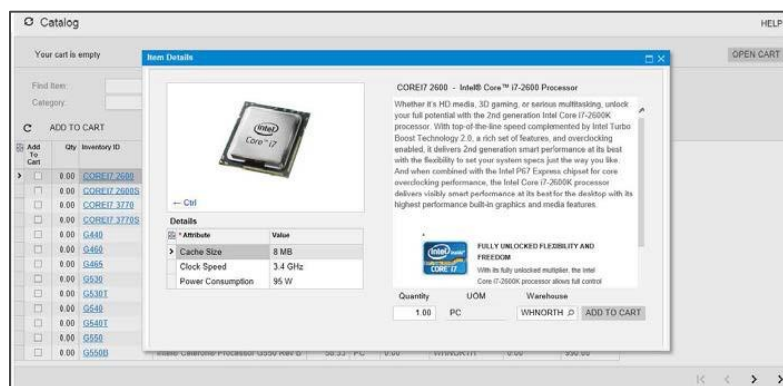 Catalog
HELP
Your cart is empty
OPEN CART
Find Item:
Category:
ADD TO CART
Add To Cart
Qty
Inventory ID
0.00 COREI7 2600
0.00 COREI7 2600S
0.00 COREI7 3770
0.00 COREI7 3770S
0.00 G440
0.00 G460
0.00 G465
0.00 G530
0.00 G530T
0.00 G540
0.00 G540T
0.00 G550
0.00 G550B
Item Details
intel
Core™ i7
← Ctrl
Details
* Attribute Value
Cache Size 8 MB
Clock Speed 3.4 GHz
Power Consumption 95 W
COREI7 2600 - Intel® Core™ i7-2600 Processor
Whether it's HD media, 3D gaming, or serious multitasking, unlock
your full potential with the 2nd generation Intel Core i7-2600K
processor. With top-of-the-line speed complemented by Intel Turbo
Boost Technology 2.0, a rich set of features, and overclocking
enabled, it delivers 2nd generation smart performance at its best
with the flexibility to set your system specs just the way you like.
And when combined with the Intel P67 Express chipset for core
overclocking performance, the Intel Core i7-2600K processor
delivers visibly smart performance at its best for the desktop with its
highest performance built-in graphics and media features.
intel
CORE i7
FULLY UNLOCKED FLEXIBILITY AND
FREEDOM
With its fully unlocked multiplier, the Intel
Core i7-2600K processor allows full control
Quantity UOM Warehouse
1.00 PC WHNORTH ADD TO CART